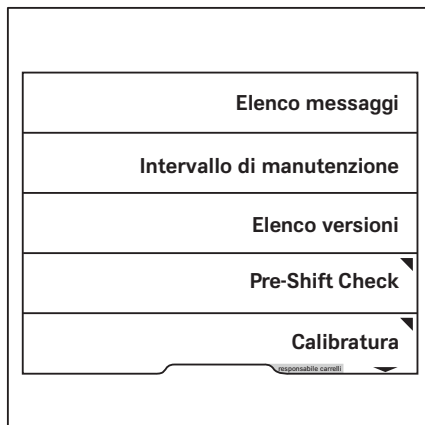 Elenco messaggi
Intervallo di manutenzione
Elenco versioni
Pre-Shift Check
Calibratura
responsabile carrelli